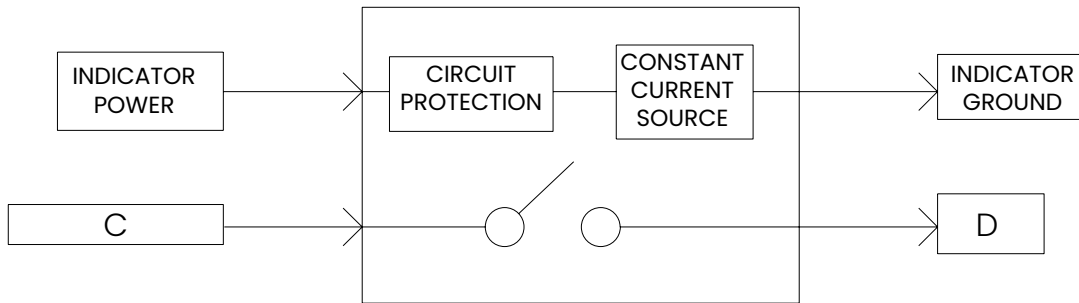 INDICATOR
POWER
CIRCUIT
PROTECTION
CONSTANT
CURRENT
SOURCE
INDICATOR
GROUND
C
D